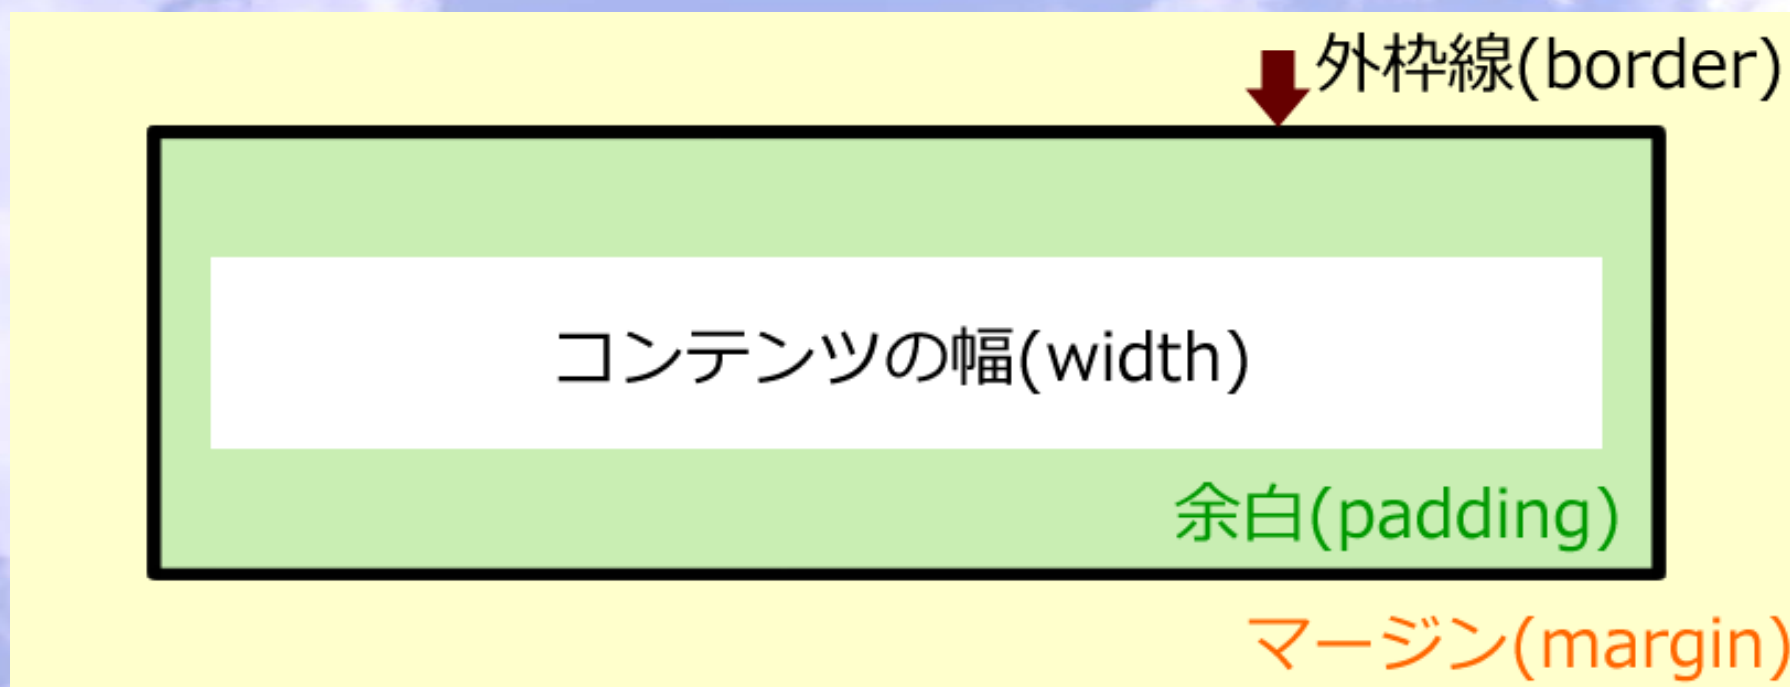 外枠線(border)
コンテンツの幅(width)
余白(padding)
マージン(margin)